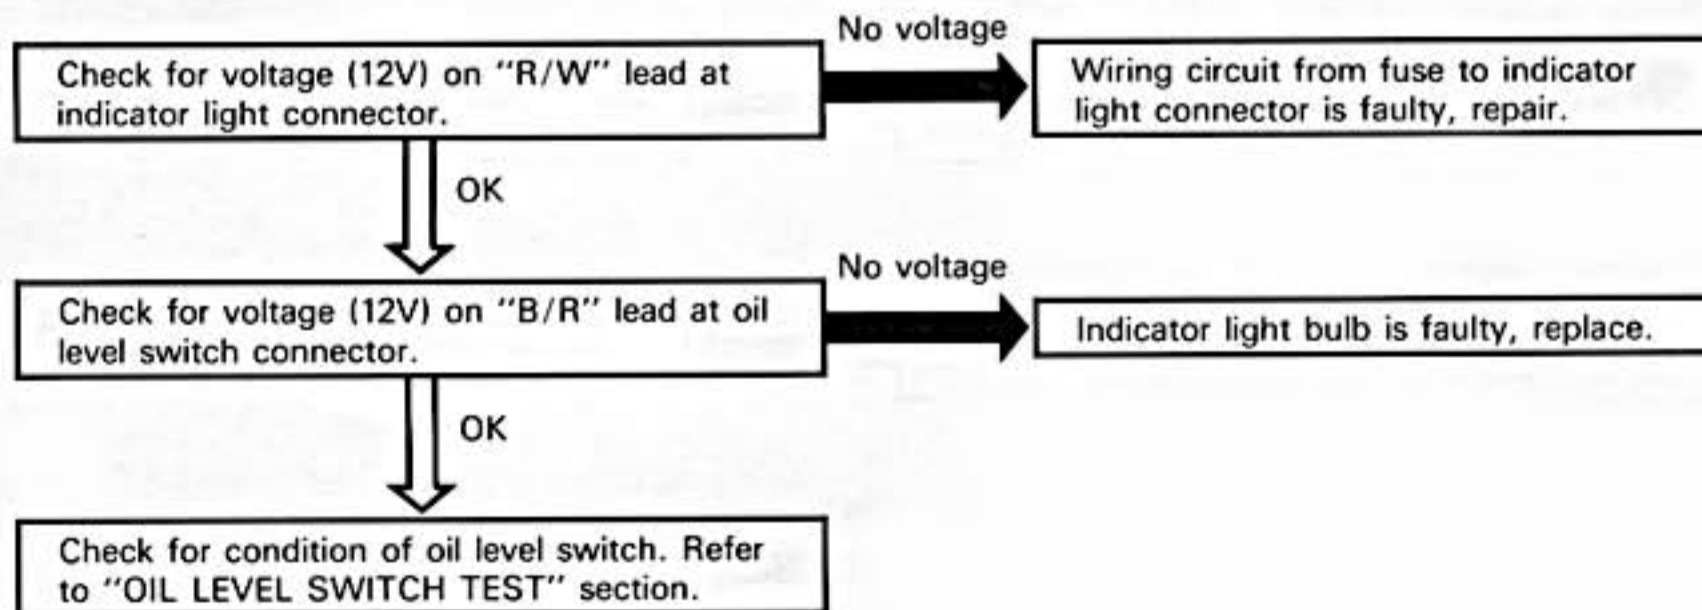 No voltage
Check for voltage (12V) on "R/W" lead at
indicator light connector.
Wiring circuit from fuse to indicator
light connector is faulty, repair.
OK
No voltage
Check for voltage (12V) on "B/R" lead at oil
level switch connector.
Indicator light bulb is faulty, replace.
OK
Check for condition of oil level switch. Refer
to "OIL LEVEL SWITCH TEST" section.